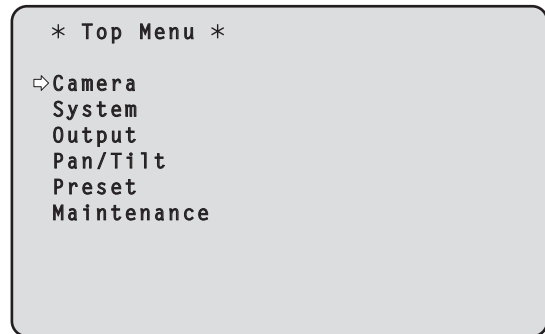 * Top Menu *
⇨Camera
System
Output
Pan/Tilt
Preset
Maintenance